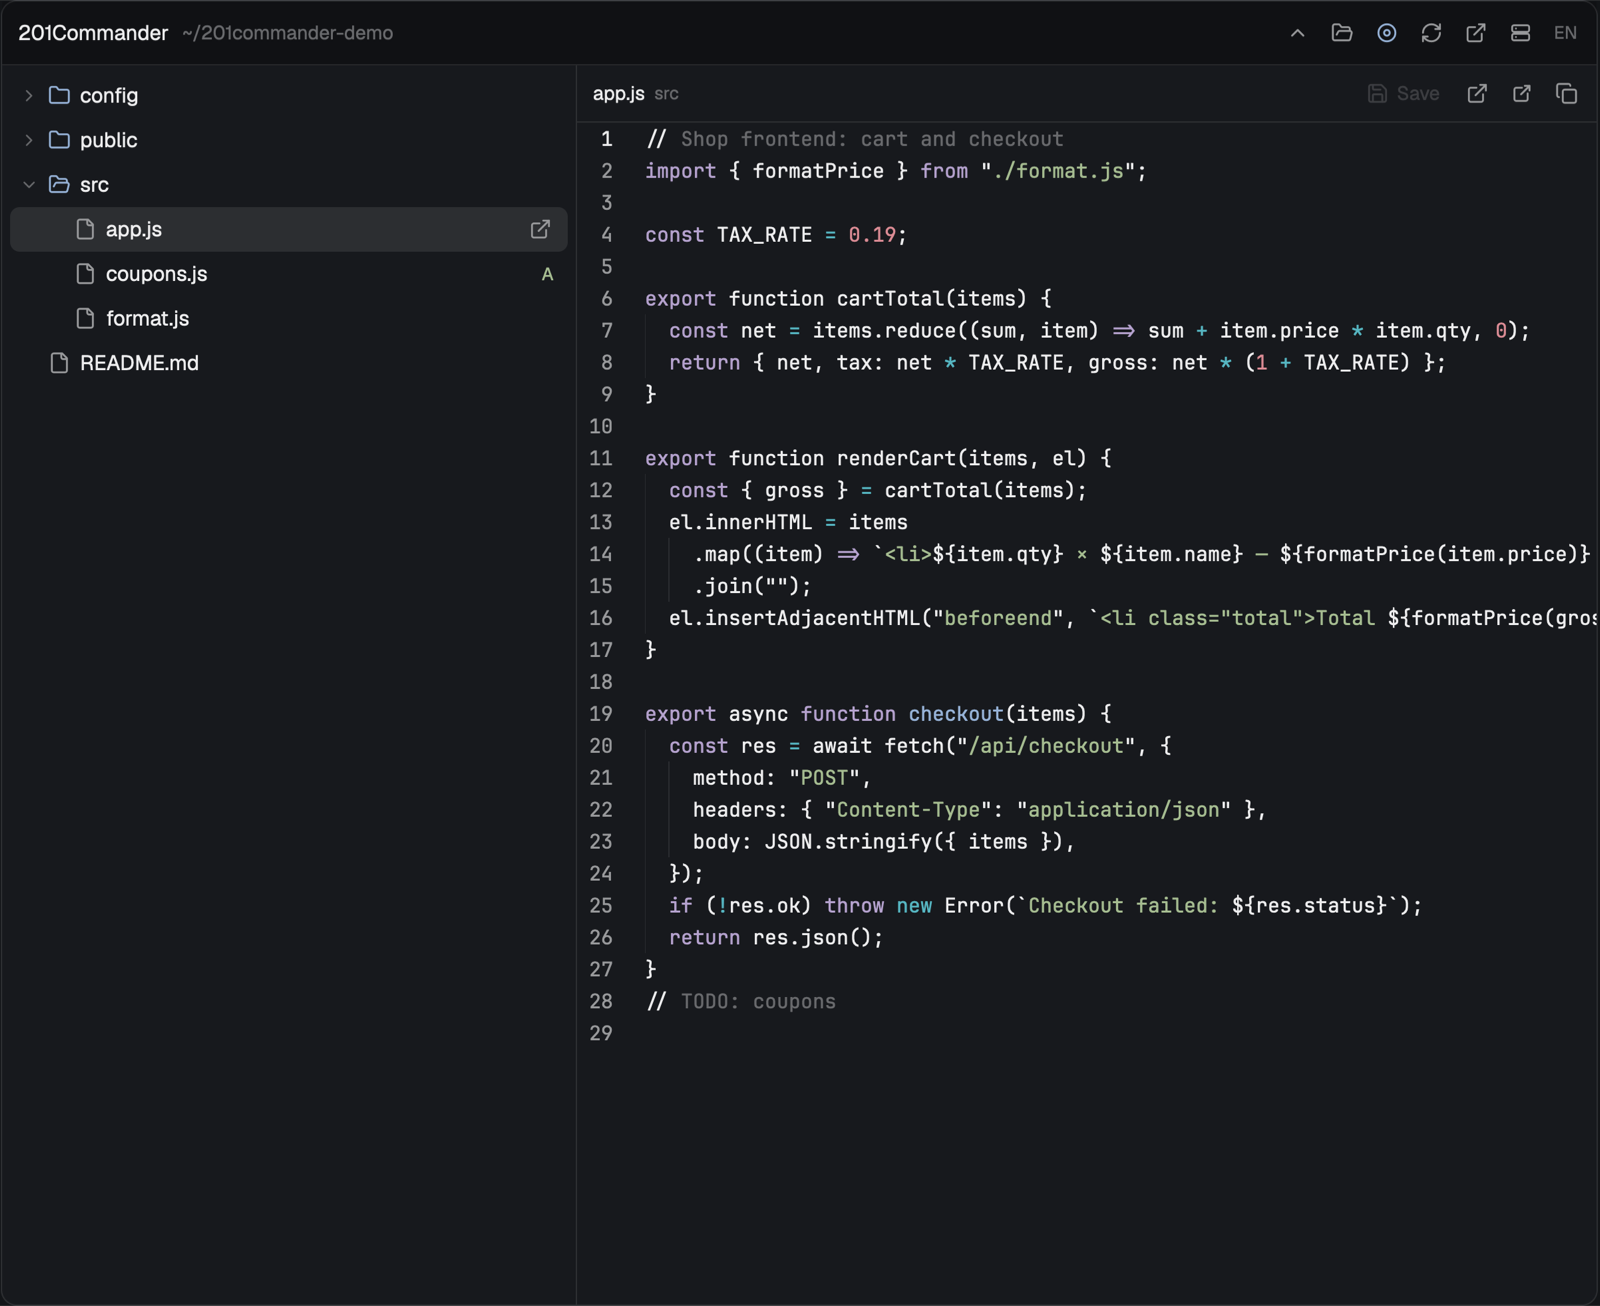 201Commander ~/201commander-demo EN
config
public
src
app.js
coupons.js A
format.js
README.md
app.js src Save
1 // Shop frontend: cart and checkout
2 import { formatPrice } from "./format.js";
3
4 const TAX_RATE = 0.19;
5
6 export function cartTotal(items) {
7   const net = items.reduce((sum, item) => sum + item.price * item.qty, 0);
8   return { net, tax: net * TAX_RATE, gross: net * (1 + TAX_RATE) };
9 }
10
11 export function renderCart(items, el) {
12   const { gross } = cartTotal(items);
13   el.innerHTML = items
14     .map((item) => `<li>${item.qty} × ${item.name} — ${formatPrice(item.price)}
15     .join("");
16   el.insertAdjacentHTML("beforeend", `<li class="total">Total ${formatPrice(gros
17 }
18
19 export async function checkout(items) {
20   const res = await fetch("/api/checkout", {
21     method: "POST",
22     headers: { "Content-Type": "application/json" },
23     body: JSON.stringify({ items }),
24   });
25   if (!res.ok) throw new Error(`Checkout failed: ${res.status}`);
26   return res.json();
27 }
28 // TODO: coupons
29